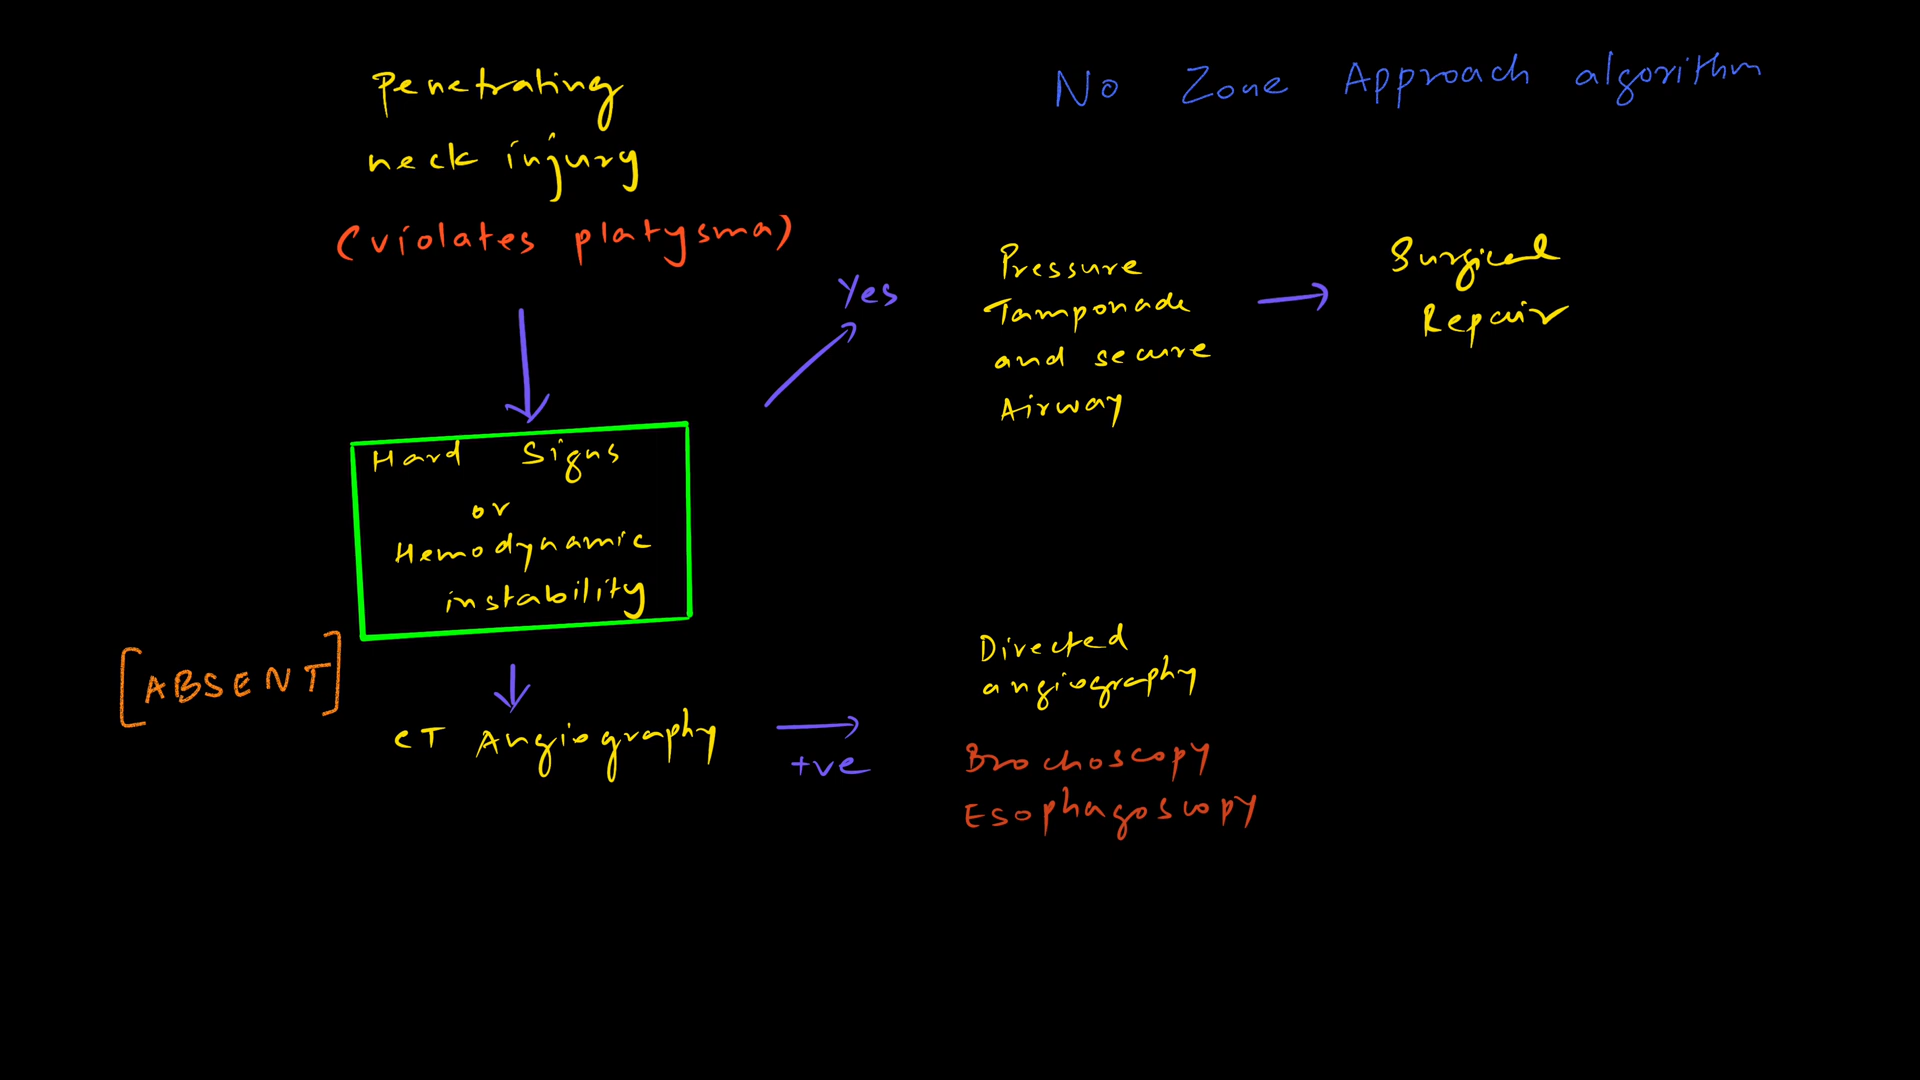 No Zone Approach algorithm
Penetrating
neck injury
(violates platysma)
Yes
Pressure
Tamponade
and secure
Airway
Surgical
Repair
Hard Signs
or
Hemodynamic
instability
[ABSENT]
CT Angiography
+ve
Directed
angiography
Brochoscopy
Esophagoscopy